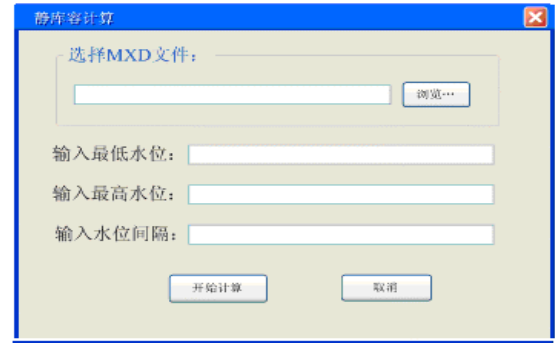 静库容计算
选择MXD文件：
浏览…
输入最低水位：
输入最高水位：
输入水位间隔：
开始计算
取消